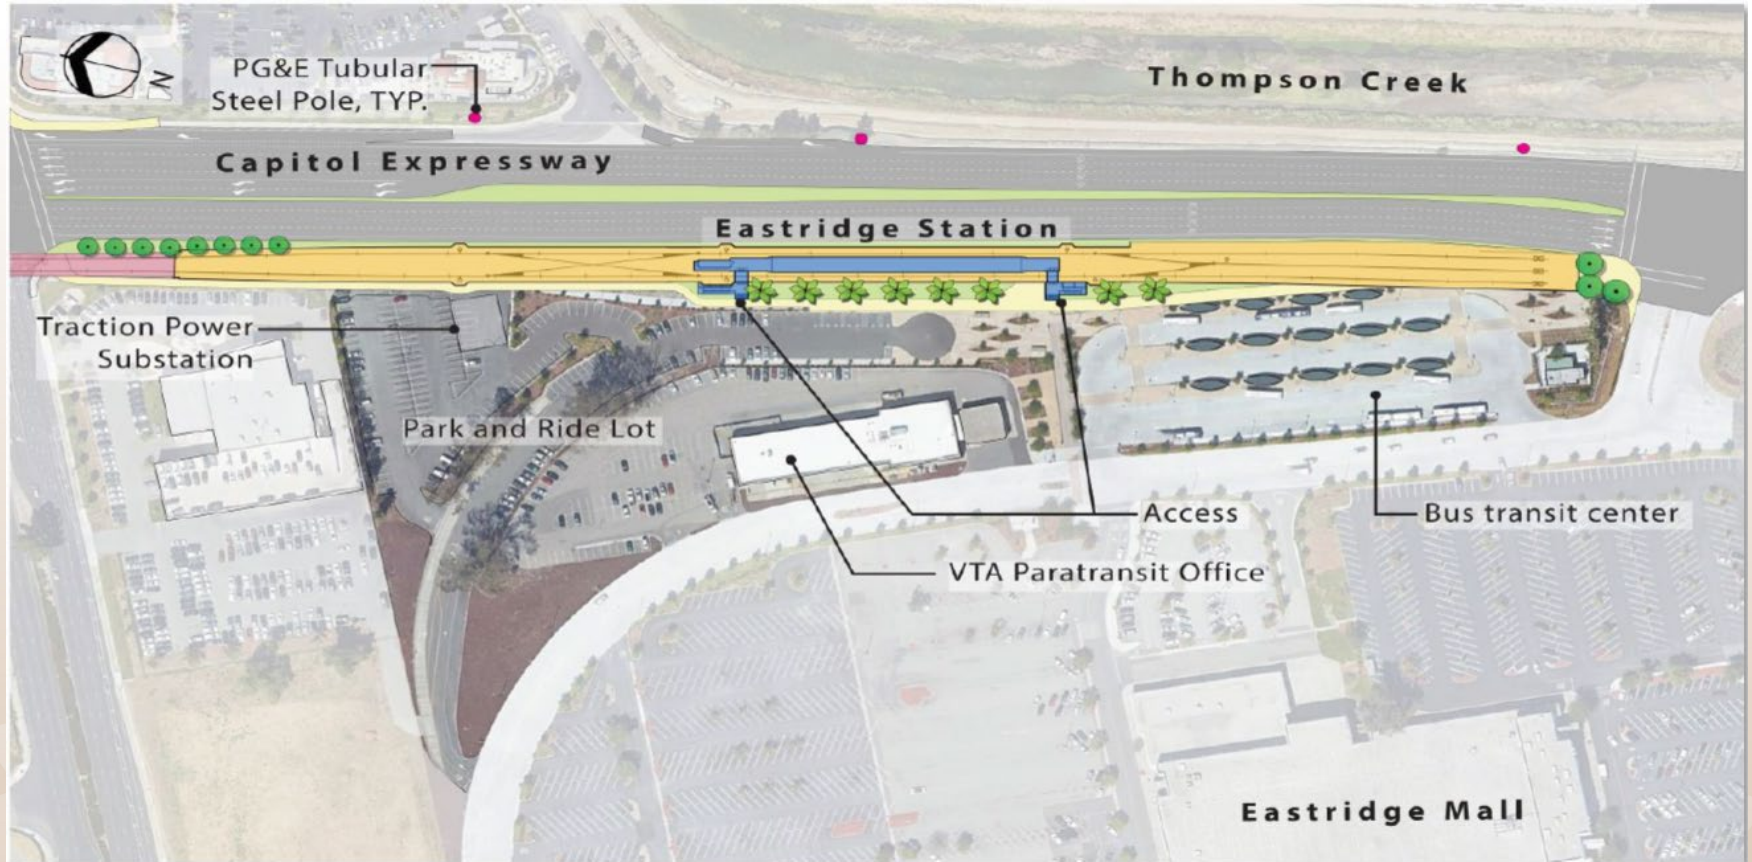 Thompson Creek
PG&E Tubular
Steel Pole, TYP.
N
Capitol Expressway
Eastridge Station
Traction Power
Substation
Park and Ride Lot
Access
Bus transit center
VTA Paratransit Office
Eastridge Mall